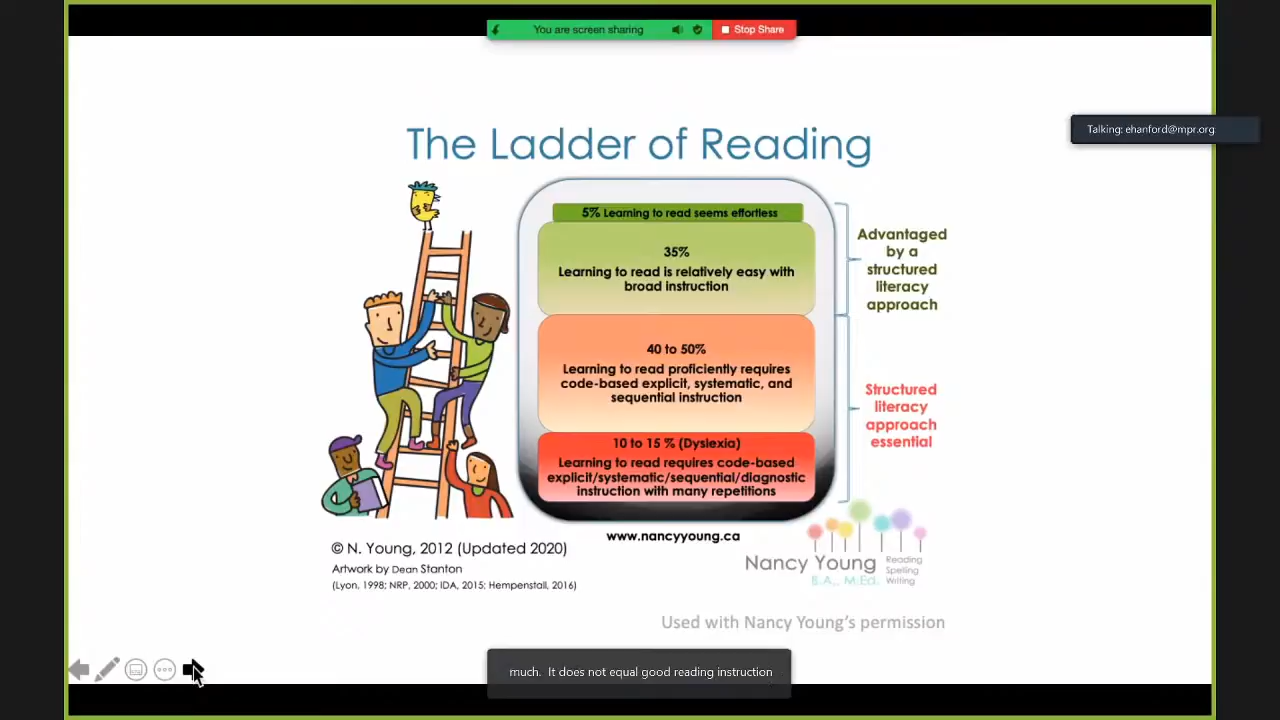 You are screen sharing
Stop Share
Talking: ehanford@mpr.org
The Ladder of Reading
5% Learning to read seems effortless
35%
Learning to read is relatively easy with
broad instruction
Advantaged
by a
structured
literacy
approach
40 to 50%
Learning to read proficiently requires
code-based explicit, systematic, and
sequential instruction
Structured
literacy
approach
essential
10 to 15 % (Dyslexia)
Learning to read requires code-based
explicit/systematic/sequential/diagnostic
instruction with many repetitions
www.nancyyoung.ca
© N. Young, 2012 (Updated 2020)
Artwork by Dean Stanton
(Lyon, 1998; NRP, 2000; IDA, 2015; Hempenstall, 2016)
Nancy Young
B.A., M.Ed.
Reading
Spelling
Writing
Used with Nancy Young's permission
much. It does not equal good reading instruction